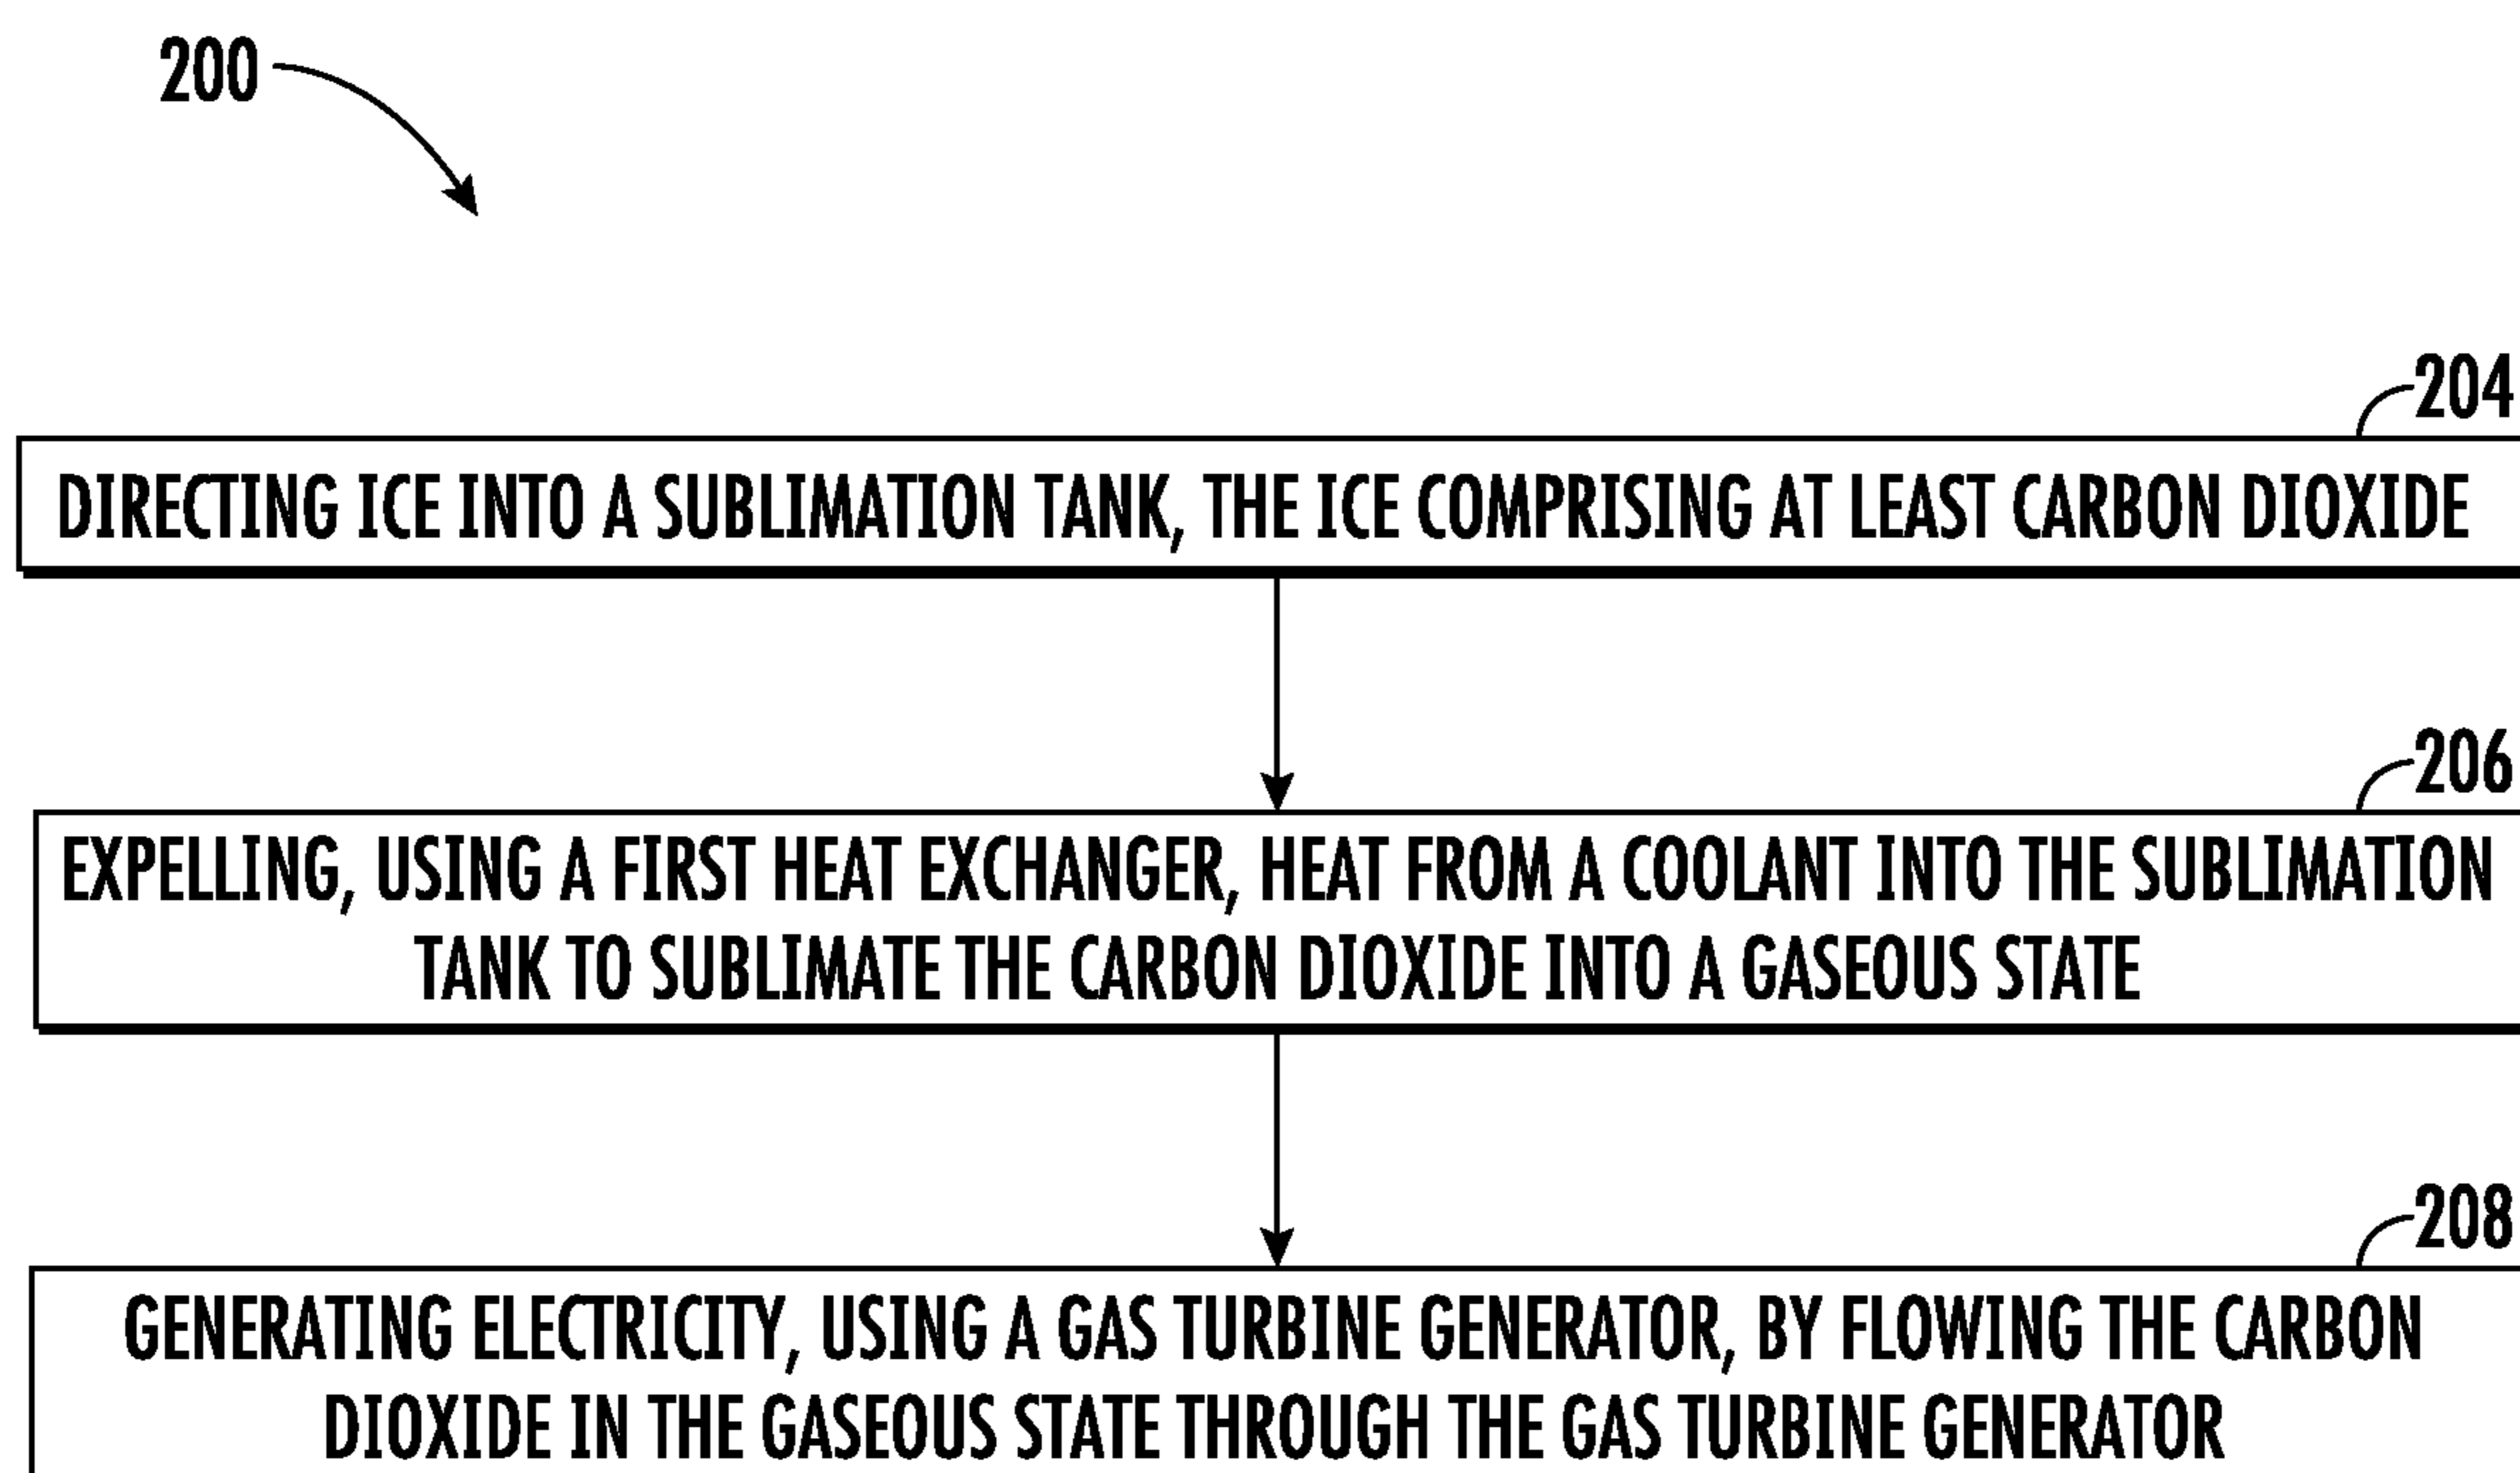 200
204
DIRECTING ICE INTO A SUBLIMATION TANK, THE ICE COMPRISING AT LEAST CARBON DIOXIDE
206
EXPELLING, USING A FIRST HEAT EXCHANGER, HEAT FROM A COOLANT INTO THE SUBLIMATION
TANK TO SUBLIMATE THE CARBON DIOXIDE INTO A GASEOUS STATE
208
GENERATING ELECTRICITY, USING A GAS TURBINE GENERATOR, BY FLOWING THE CARBON
DIOXIDE IN THE GASEOUS STATE THROUGH THE GAS TURBINE GENERATOR